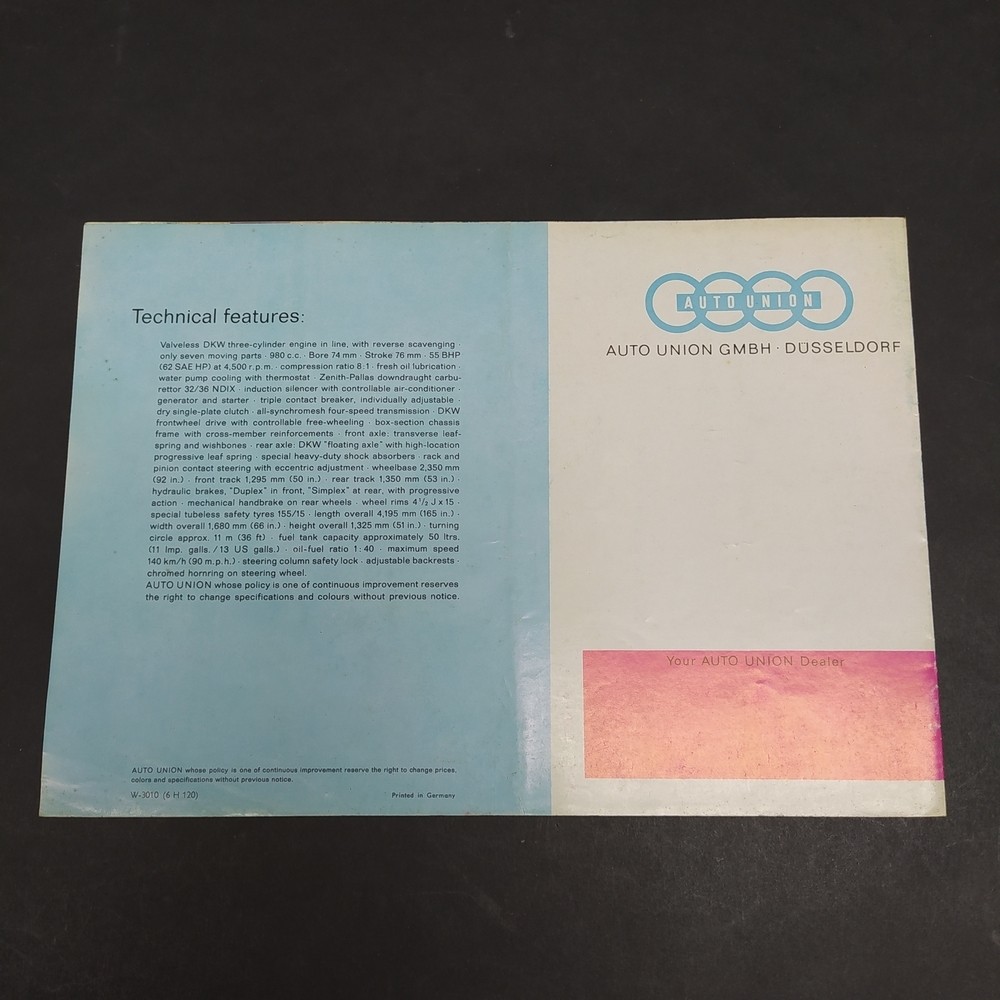 Technical features:
Valveless DKW three-cylinder engine in line, with reverse scavenging ·
only seven moving parts · 980 c.c. · Bore 74 mm · Stroke 76 mm · 55 BHP
(62 SAE HP) at 4,500 r.p.m. · compression ratio 8:1 · fresh oil lubrication ·
water pump cooling with thermostat · Zenith-Pallas downdraught carbu-
rettor 32/36 NDIX · induction silencer with controllable air-conditioner ·
generator and starter · triple contact breaker, individually adjustable ·
dry single-plate clutch · all-synchromesh four-speed transmission · DKW
frontwheel drive with controllable free-wheeling · box-section chassis
frame with cross-member reinforcements · front axle: transverse leaf-
spring and wishbones · rear axle: DKW "floating axle" with high-location
progressive leaf spring · special heavy-duty shock absorbers · rack and
pinion contact steering with eccentric adjustment · wheelbase 2,350 mm
(92 in.) · front track 1,295 mm (50 in.) · rear track 1,350 mm (53 in.) ·
hydraulic brakes, "Duplex" in front, "Simplex" at rear, with progressive
action · mechanical handbrake on rear wheels · wheel rims 4 1/2 J x 15 ·
special tubeless safety tyres 155/15 · length overall 4,195 mm (165 in.) ·
width overall 1,680 mm (66 in.) · height overall 1,325 mm (51 in.) · turning
circle approx. 11 m (36 ft) · fuel tank capacity approximately 50 ltrs.
(11 Imp. galls. / 13 US galls.) · oil-fuel ratio 1:40 · maximum speed
140 km/h (90 m.p.h.) · steering column safety lock · adjustable backrests ·
chromed hornring on steering wheel.
AUTO UNION whose policy is one of continuous improvement reserves
the right to change specifications and colours without previous notice.
AUTO UNION whose policy is one of continuous improvement reserve the right to change prices,
colors and specifications without previous notice.
W-3010 (6 H 120) Printed in Germany
AUTO UNION
AUTO UNION GMBH · DÜSSELDORF
Your AUTO UNION Dealer